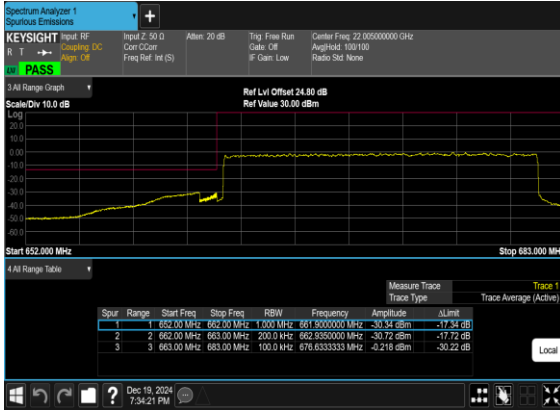 Spectrum Analyzer 1
Spurious Emissions
+
KEYSIGHT Input: RF Input Z: 50 Ω Atten: 20 dB Trig: Free Run Center Freq: 22.005000000 GHz
R T Coupling: DC Corr CCorr Gate: Off Avg|Hold: 100/100
Align: Off Freq Ref: Int (S) IF Gain: Low Radio Std: None
PASS
3 All Range Graph Ref Lvl Offset 24.80 dB
Scale/Div 10.0 dB Ref Value 30.00 dBm
Log
20.0
10.0
0.00
-10.0
-20.0
-30.0
-40.0
-50.0
-60.0
Start 652.000 MHz Stop 683.000 MH
4 All Range Table
Measure Trace Trace 1
Trace Type Trace Average (Active)
Spur Range Start Freq Stop Freq RBW Frequency Amplitude ΔLimit
1 1 652.00 MHz 662.00 MHz 1.000 MHz 661.9000000 MHz -30.34 dBm -17.34 dB
2 2 662.00 MHz 663.00 MHz 200.0 kHz 662.9350000 MHz -30.72 dBm -17.72 dB
3 3 663.00 MHz 683.00 MHz 100.0 kHz 676.6333333 MHz -0.218 dBm -30.22 dB
Local
? Dec 19, 2024
7:34:21 PM